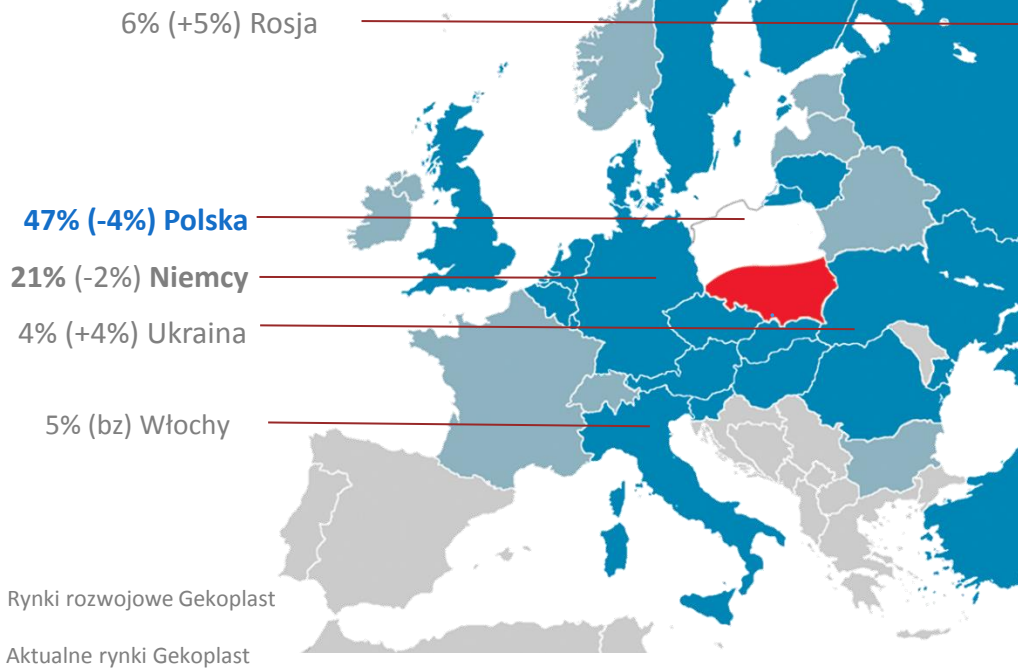 6% (+5%) Rosja
47% (-4%) Polska
21% (-2%) Niemcy
4% (+4%) Ukraina
5% (bz) Włochy
Rynki rozwojowe Gekoplast
Aktualne rynki Gekoplast